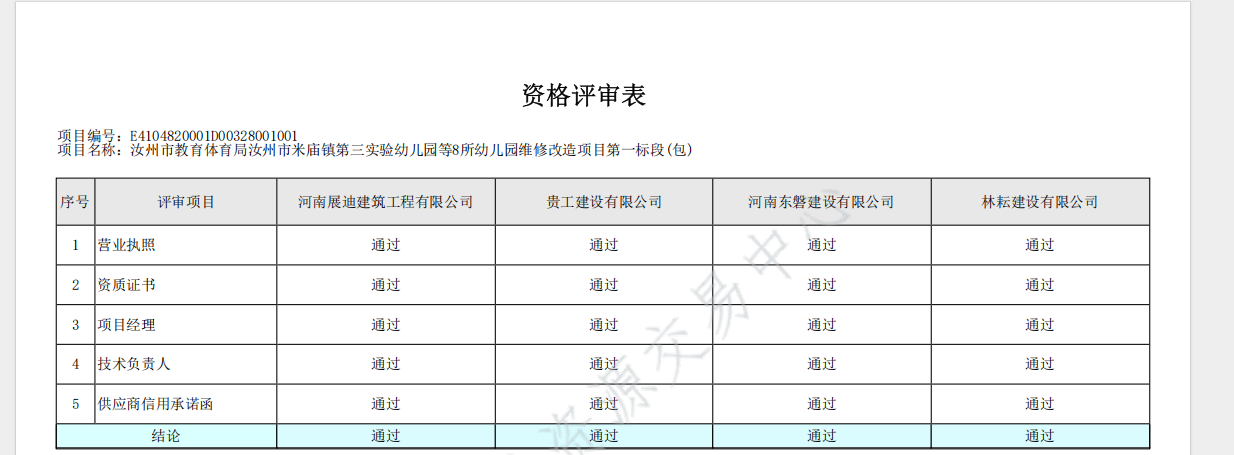 资格评审表
项目编号：E4104820001D00328001001
项目名称：汝州市教育体育局汝州市米庙镇第三实验幼儿园等8所幼儿园维修改造项目第一标段(包)
序号 评审项目 河南展迪建筑工程有限公司 贵工建设有限公司 河南东磐建设有限公司 林耘建设有限公司
1 营业执照 通过 通过 通过 通过
2 资质证书 通过 通过 通过 通过
3 项目经理 通过 通过 通过 通过
4 技术负责人 通过 通过 通过 通过
5 供应商信用承诺函 通过 通过 通过 通过
结论 通过 通过 通过 通过
资源交易中心